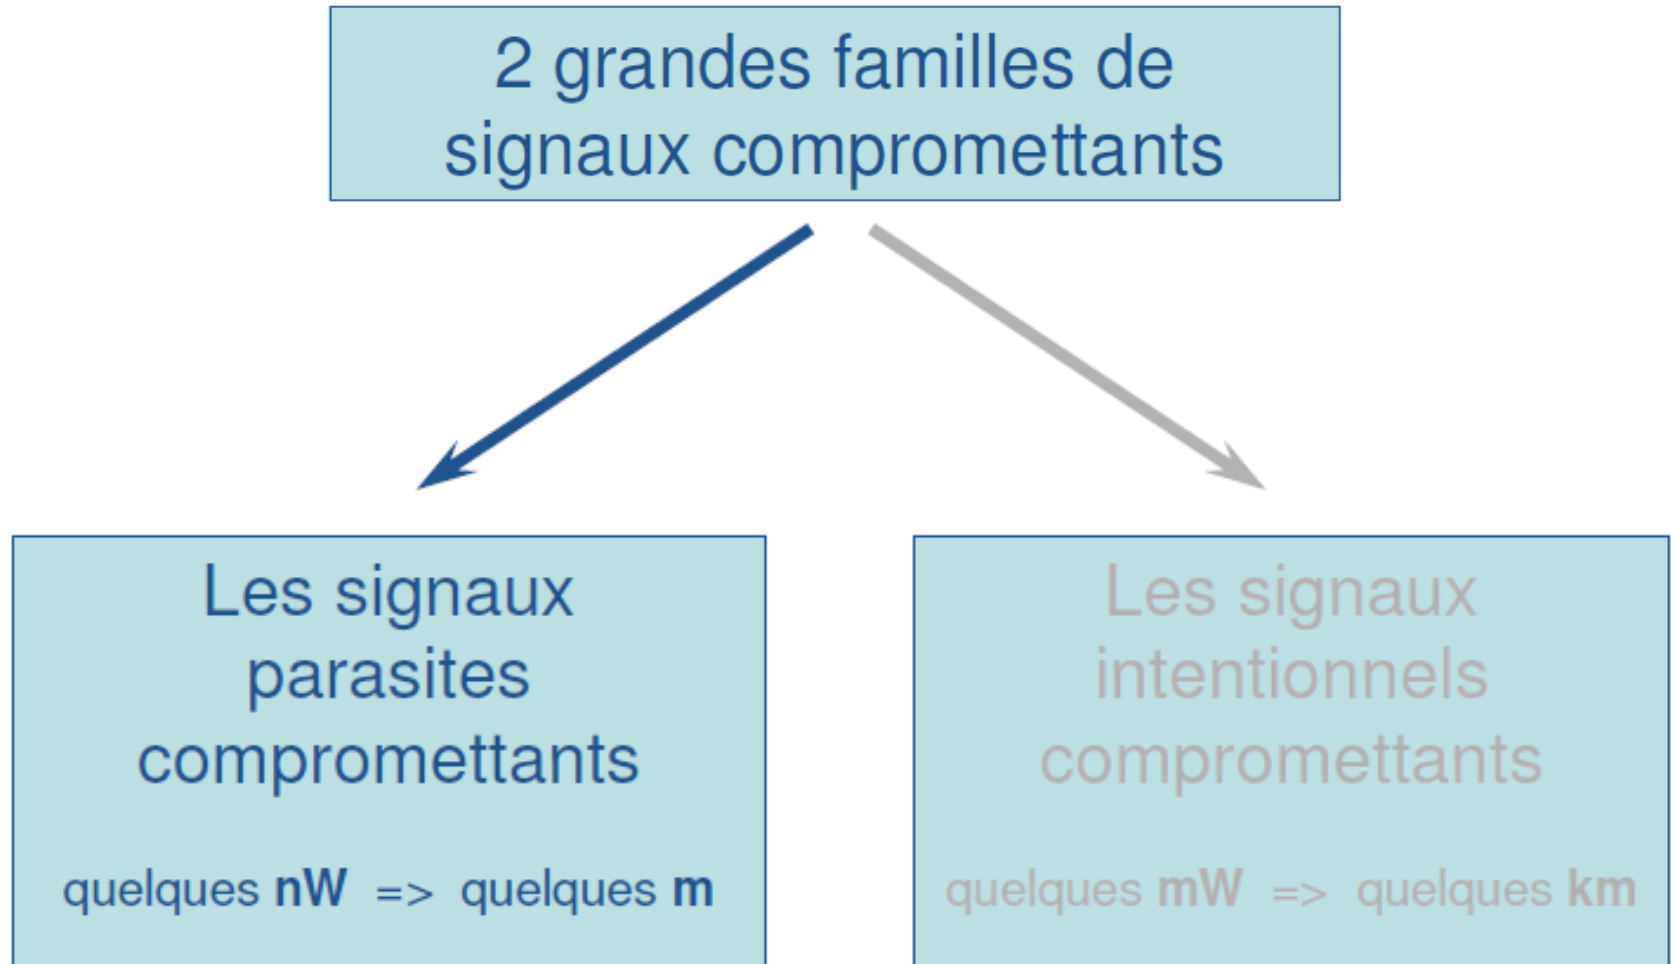 2 grandes familles de
signaux compromettants
Les signaux
parasites
compromettants
quelques nW => quelques m
Les signaux
intentionnels
compromettants
quelques mW => quelques km